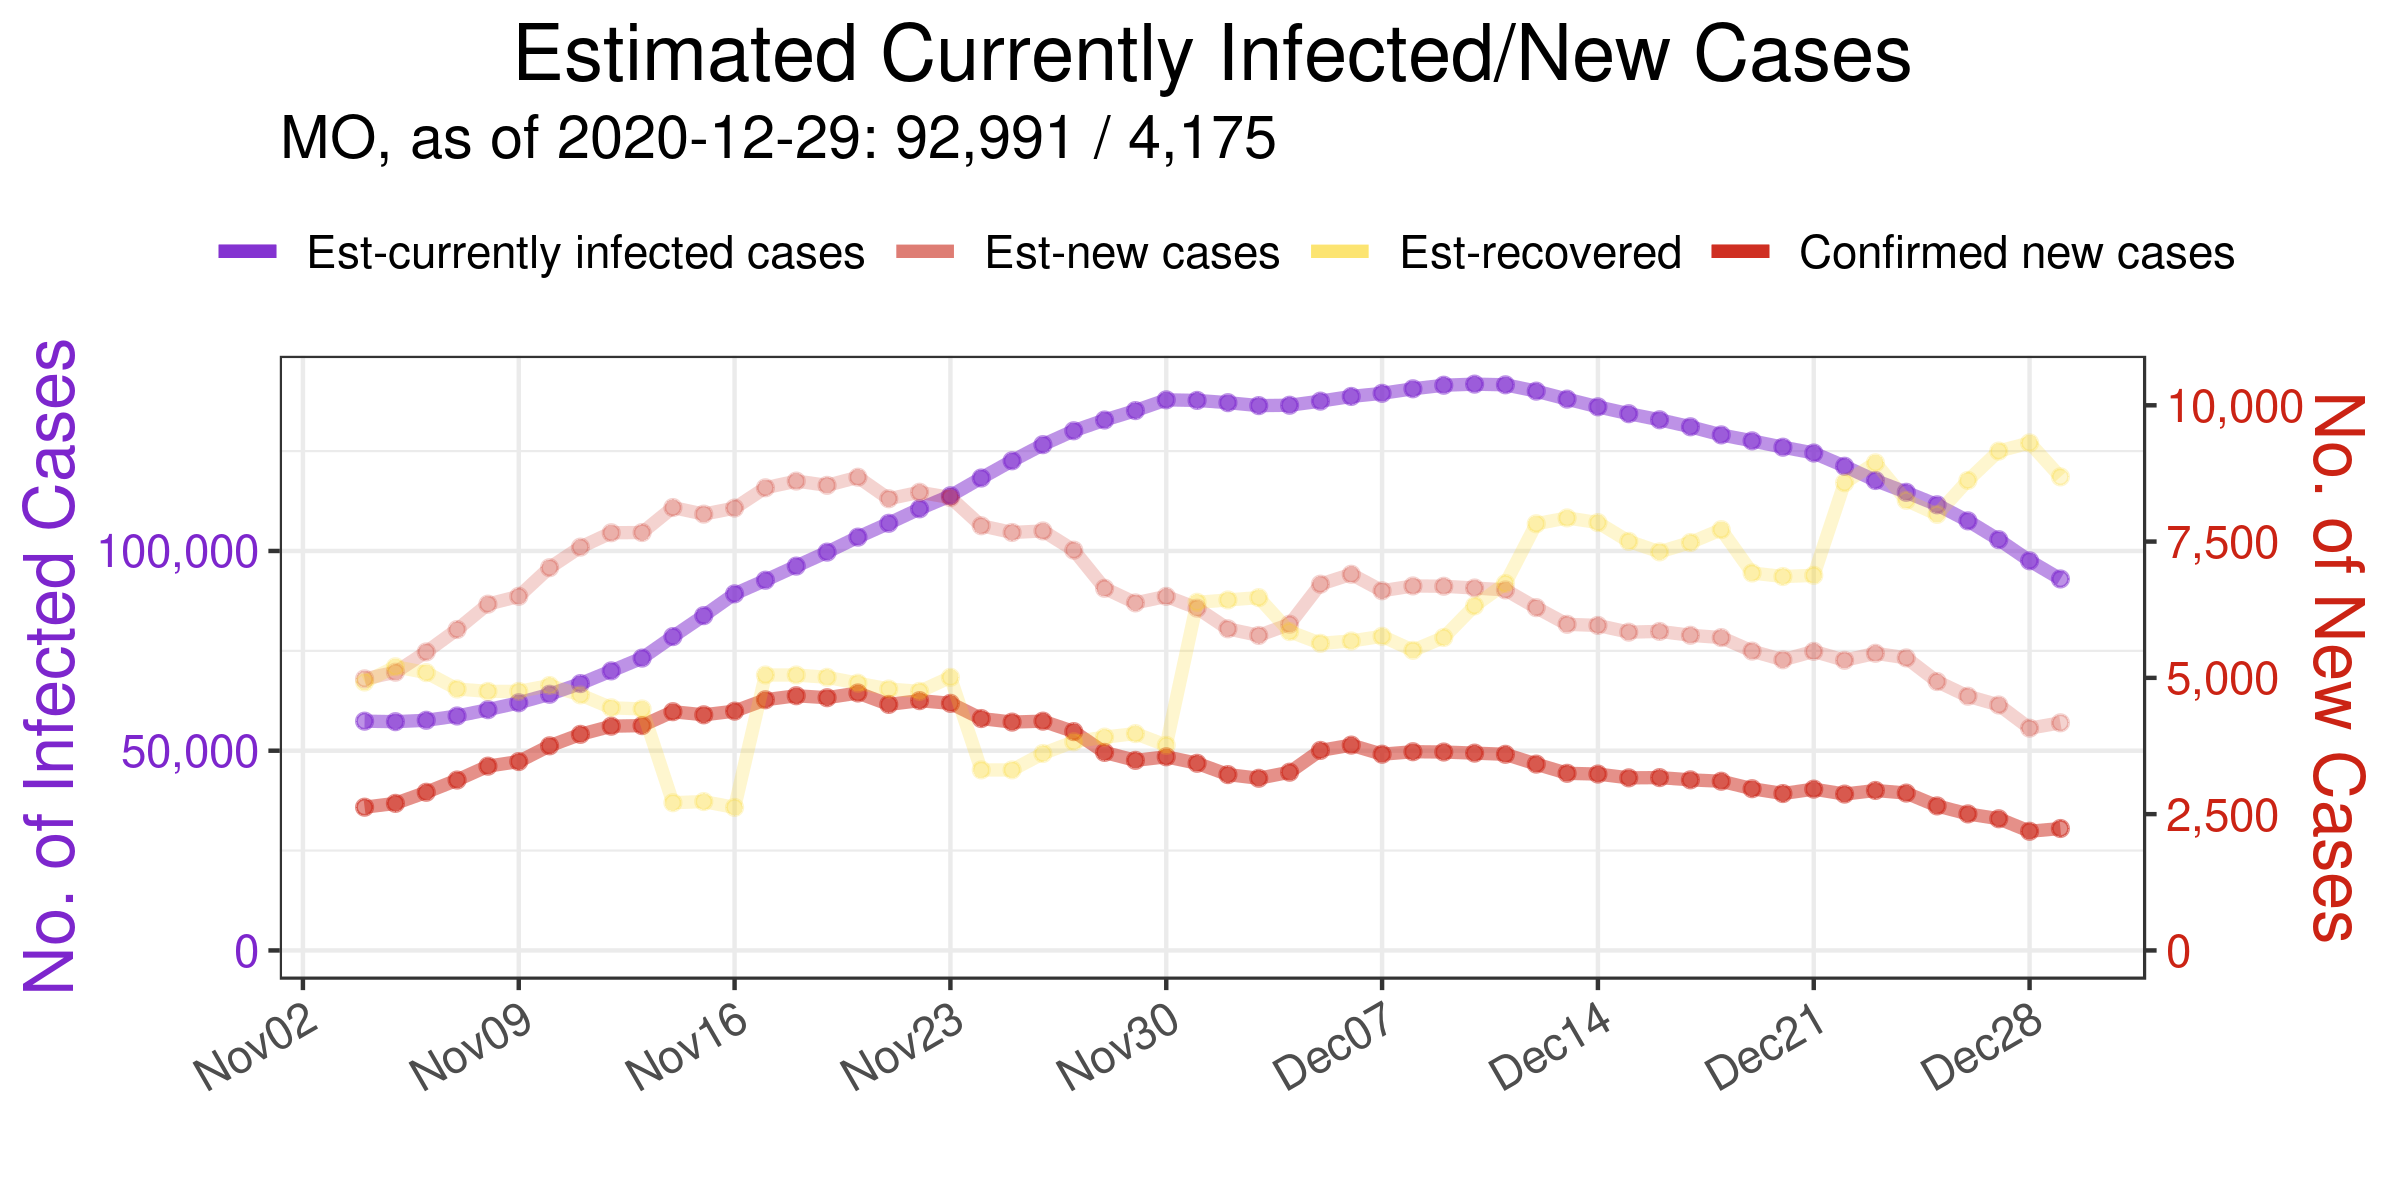 Estimated Currently Infected/New Cases
MO, as of 2020-12-29: 92,991 / 4,175
Est-currently infected cases Est-new cases Est-recovered Confirmed new cases
No. of Infected Cases
100,000
50,000
0
10,000
7,500
5,000
2,500
0
No. of New Cases
Nov02 Nov09 Nov16 Nov23 Nov30 Dec07 Dec14 Dec21 Dec28